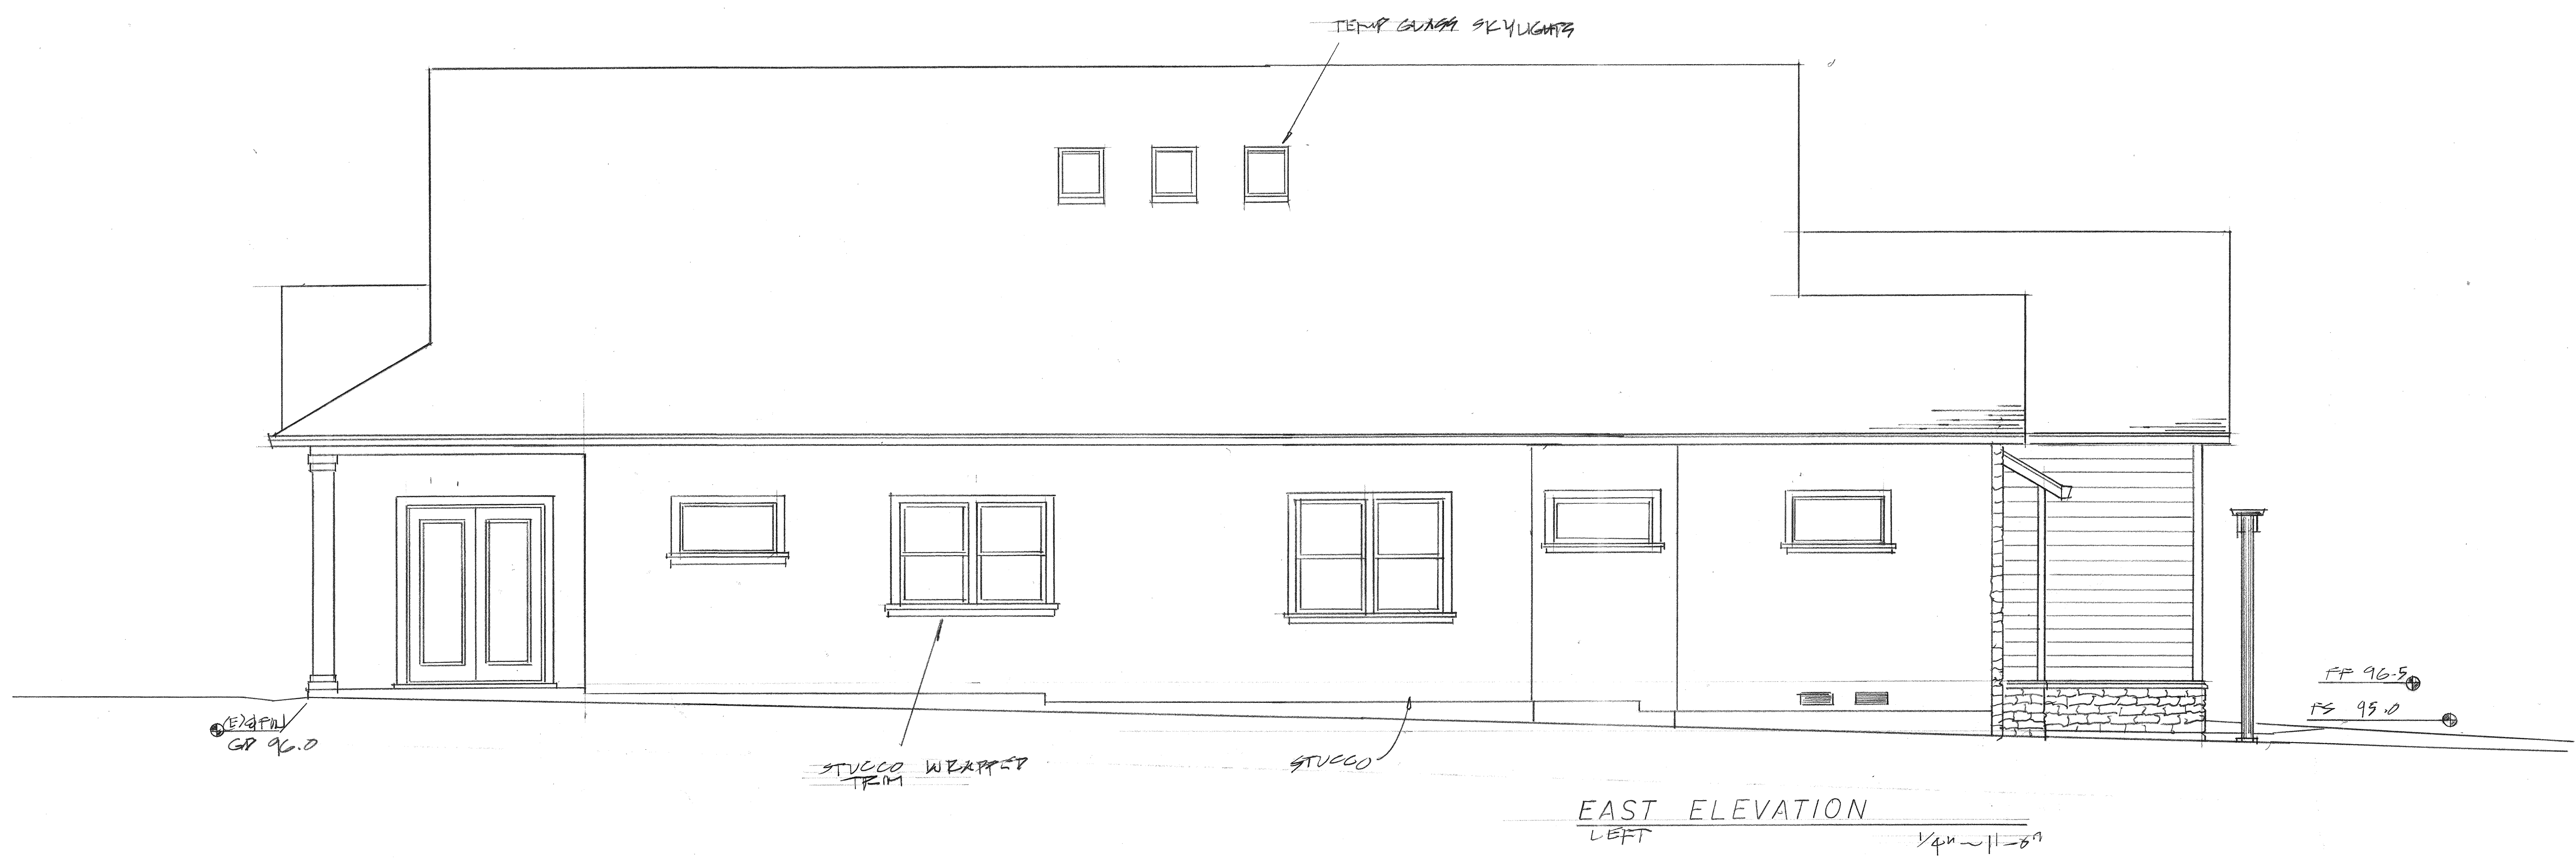 TEMP GLASS SKYLIGHTS
FF 96.5
FS 95.0
(E) & FIN
GD 96.0
STUCCO WRAPPED
TRIM
STUCCO
EAST ELEVATION
LEFT
1/4" ~ 1'-0"